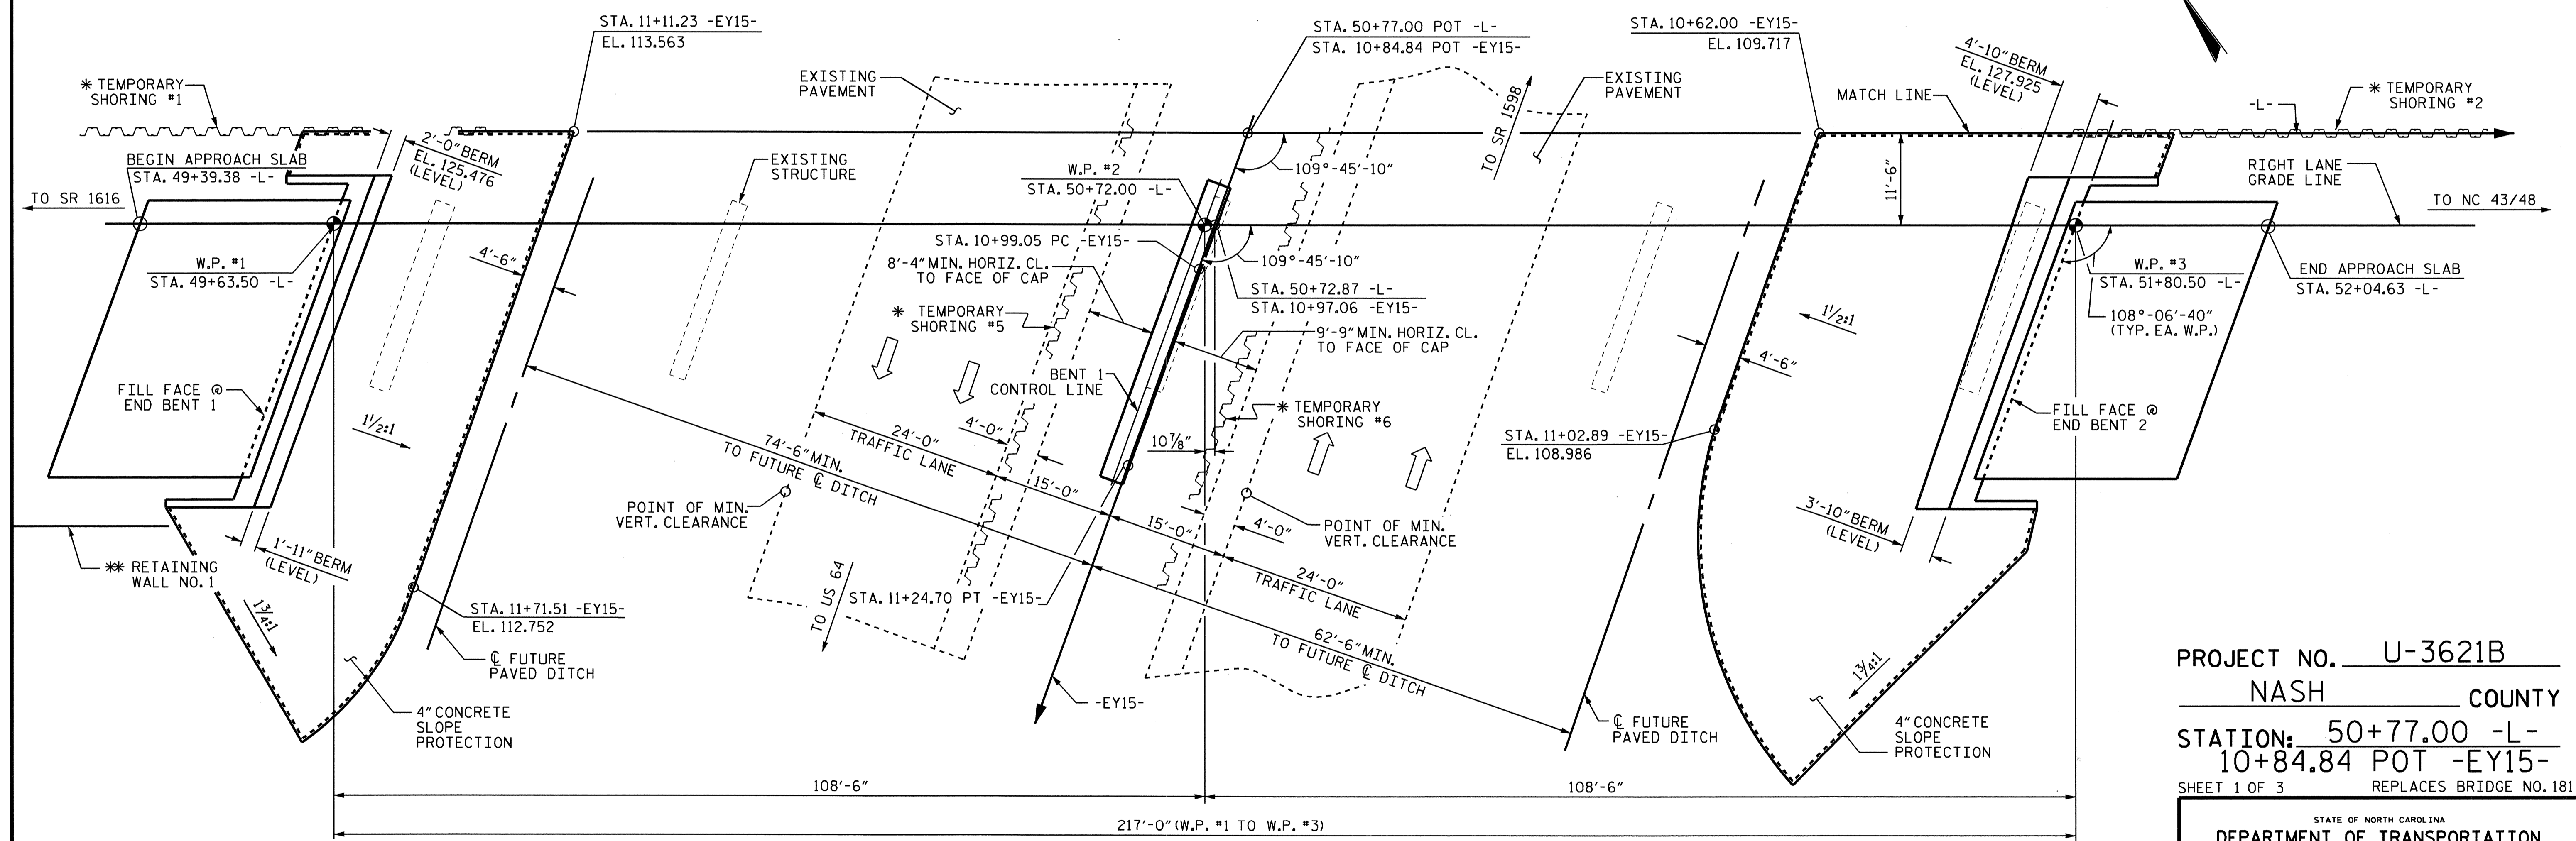 STA. 11+11.23 -EY15-
EL. 113.563
STA. 50+77.00 POT -L-
STA. 10+84.84 POT -EY15-
STA. 10+62.00 -EY15-
EL. 109.717
4'-10" BERM
EL. 127.925
(LEVEL)
* TEMPORARY
SHORING #1
EXISTING
PAVEMENT
TO SR 1598
EXISTING
PAVEMENT
MATCH LINE
-L-
* TEMPORARY
SHORING #2
BEGIN APPROACH SLAB
STA. 49+39.38 -L-
2'-0" BERM
EL. 125.476
(LEVEL)
EXISTING
STRUCTURE
W.P. #2
STA. 50+72.00 -L-
109°-45'-10"
11'-6"
RIGHT LANE
GRADE LINE
TO SR 1616
TO NC 43/48
W.P. #1
STA. 49+63.50 -L-
4'-6"
STA. 10+99.05 PC -EY15-
8'-4" MIN. HORIZ. CL.
TO FACE OF CAP
109°-45'-10"
STA. 50+72.87 -L-
STA. 10+97.06 -EY15-
W.P. #3
STA. 51+80.50 -L-
END APPROACH SLAB
STA. 52+04.63 -L-
* TEMPORARY
SHORING #5
9'-9" MIN. HORIZ. CL.
TO FACE OF CAP
1 1/2:1
108°-06'-40"
(TYP. EA. W.P.)
4'-6"
FILL FACE @
END BENT 1
BENT 1
CONTROL LINE
* TEMPORARY
SHORING #6
FILL FACE @
END BENT 2
1 1/2:1
74'-6" MIN.
TO FUTURE ℄ DITCH
24'-0"
TRAFFIC LANE
4'-0"
10 7/8"
STA. 11+02.89 -EY15-
EL. 108.986
POINT OF MIN.
VERT. CLEARANCE
15'-0"
15'-0"
4'-0"
POINT OF MIN.
VERT. CLEARANCE
3'-10" BERM
(LEVEL)
1'-11" BERM
(LEVEL)
** RETAINING
WALL NO. 1
1 3/4:1
STA. 11+71.51 -EY15-
EL. 112.752
TO US 64
STA. 11+24.70 PT -EY15-
24'-0"
TRAFFIC LANE
62'-6" MIN.
TO FUTURE ℄ DITCH
℄ FUTURE
PAVED DITCH
-EY15-
1 3/4:1
4" CONCRETE
SLOPE
PROTECTION
℄ FUTURE
PAVED DITCH
4" CONCRETE
SLOPE
PROTECTION
108'-6"
108'-6"
217'-0" (W.P. #1 TO W.P. #3)
PROJECT NO. U-3621B
NASH COUNTY
STATION: 50+77.00 -L-
10+84.84 POT -EY15-
SHEET 1 OF 3 REPLACES BRIDGE NO. 181
STATE OF NORTH CAROLINA
DEPARTMENT OF TRANSPORTATION